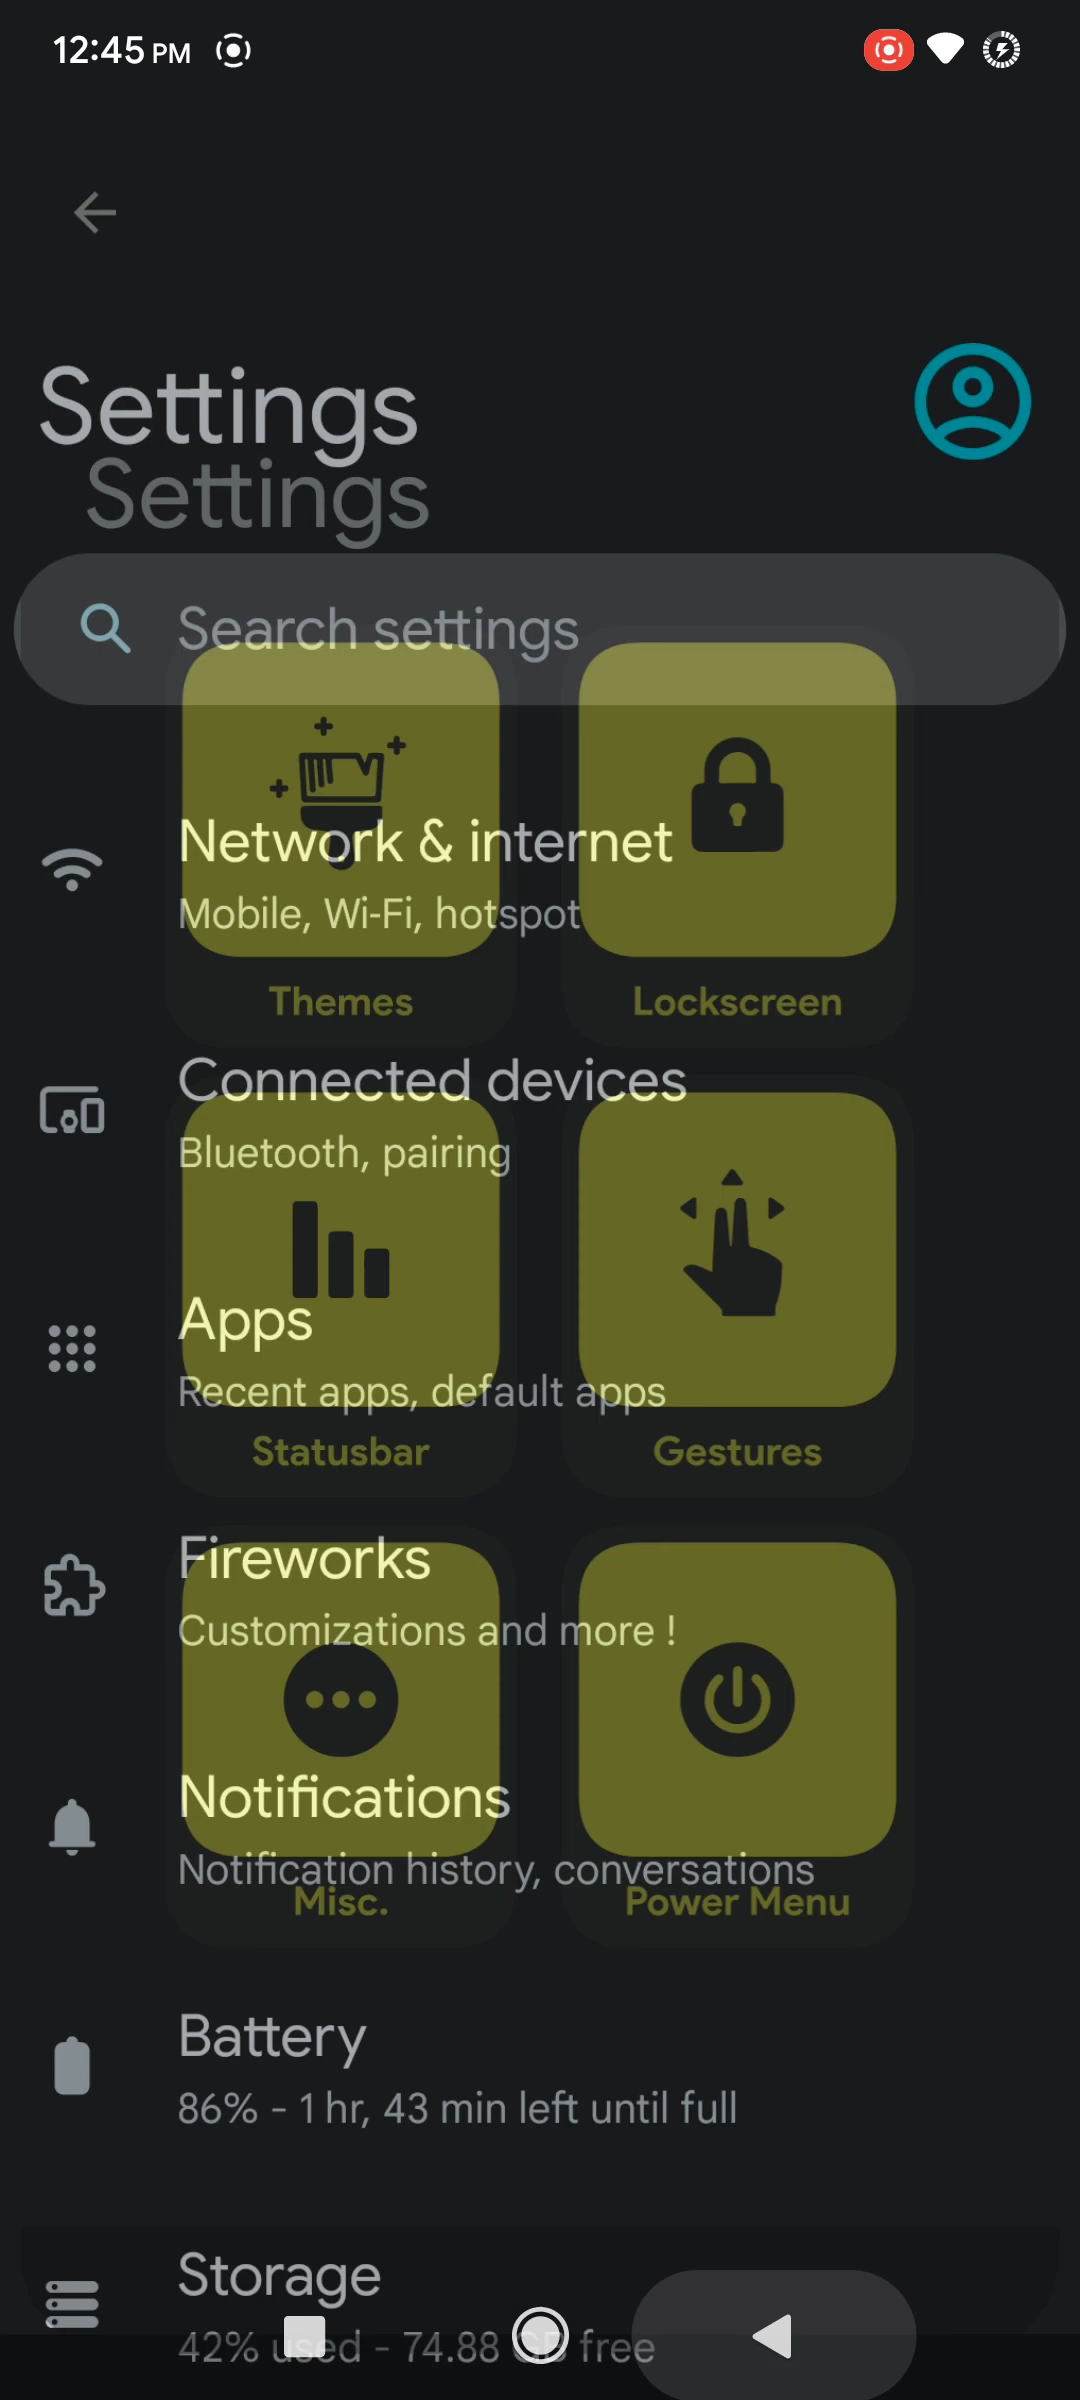 12:45 PM
Settings
Settings
Search settings
Network & internet
Mobile, Wi-Fi, hotspot
Themes
Lockscreen
Connected devices
Bluetooth, pairing
Apps
Recent apps, default apps
Statusbar
Gestures
Fireworks
Customizations and more !
Notifications
Notification history, conversations
Misc.
Power Menu
Battery
86% - 1 hr, 43 min left until full
Storage
42% used - 74.88 GB free